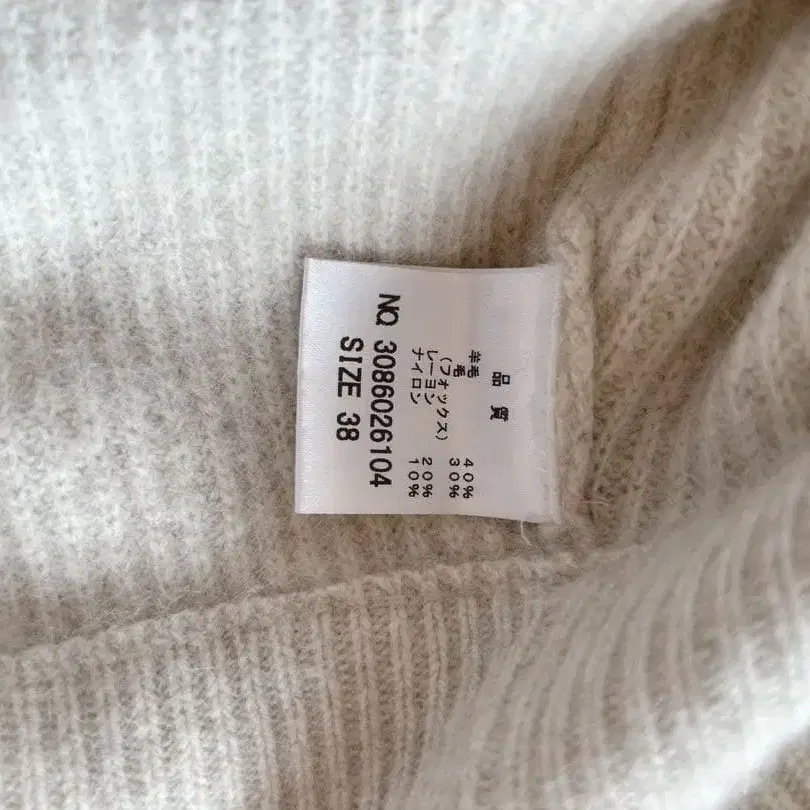 品質
羊毛 40%
毛 30%
(フォックス)
レーヨン 20%
ナイロン 10%
NO 3086026104
SIZE 38